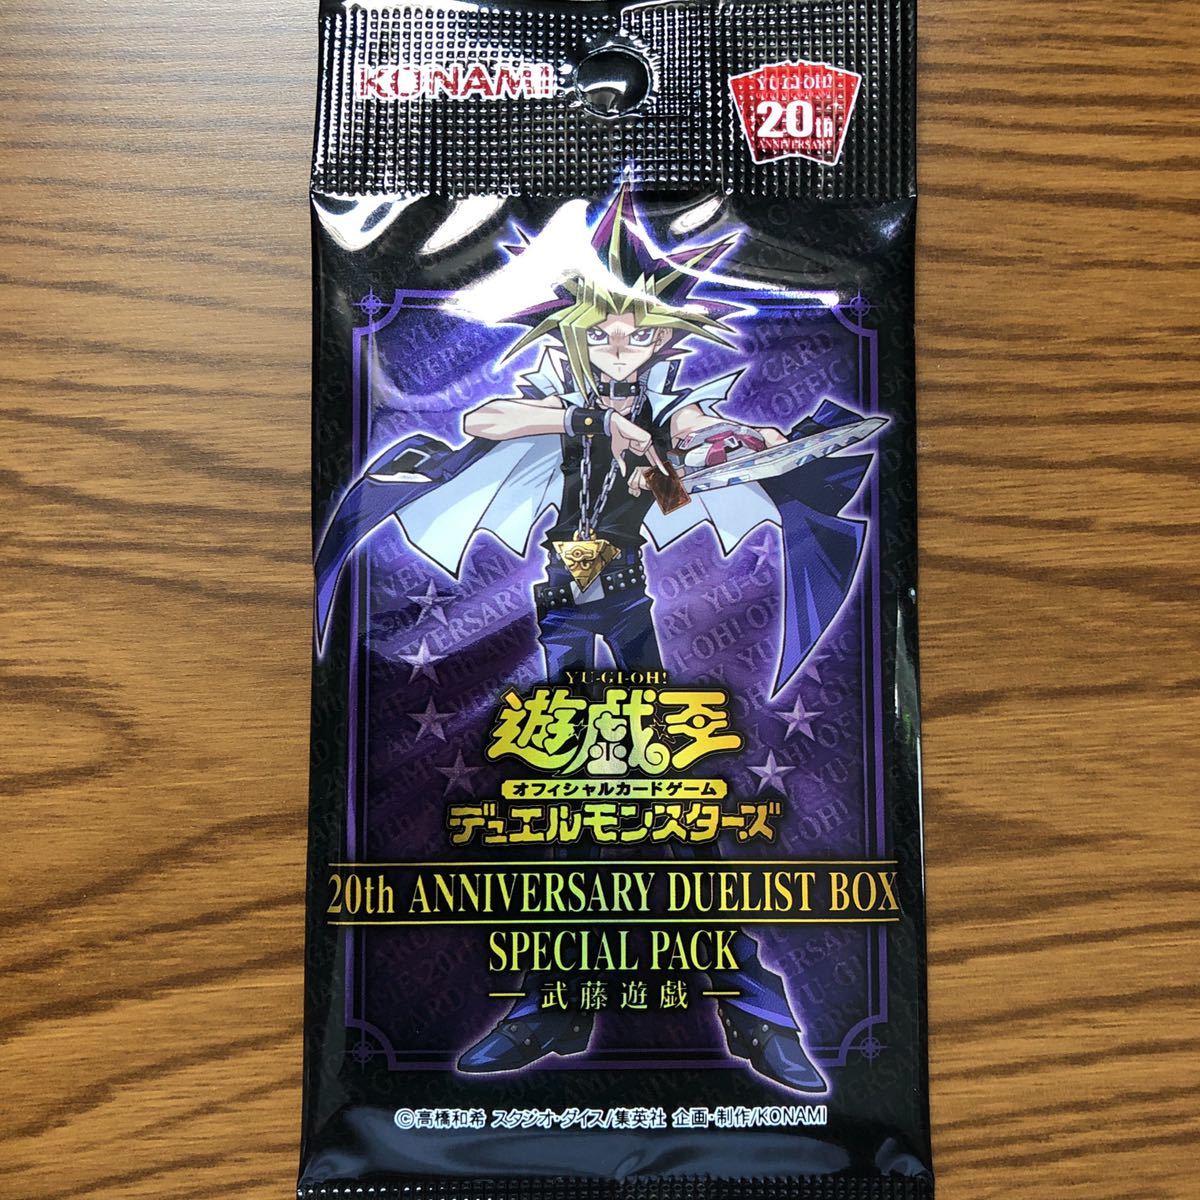 KONAMI
YU-GI-OH!
20th
ANNIVERSARY
YU-GI-OH!
遊戯王
オフィシャルカードゲーム
デュエルモンスターズ
20th ANNIVERSARY DUELIST BOX
SPECIAL PACK
― 武藤遊戯 ―
©高橋和希 スタジオ・ダイス/集英社 企画・制作/KONAMI